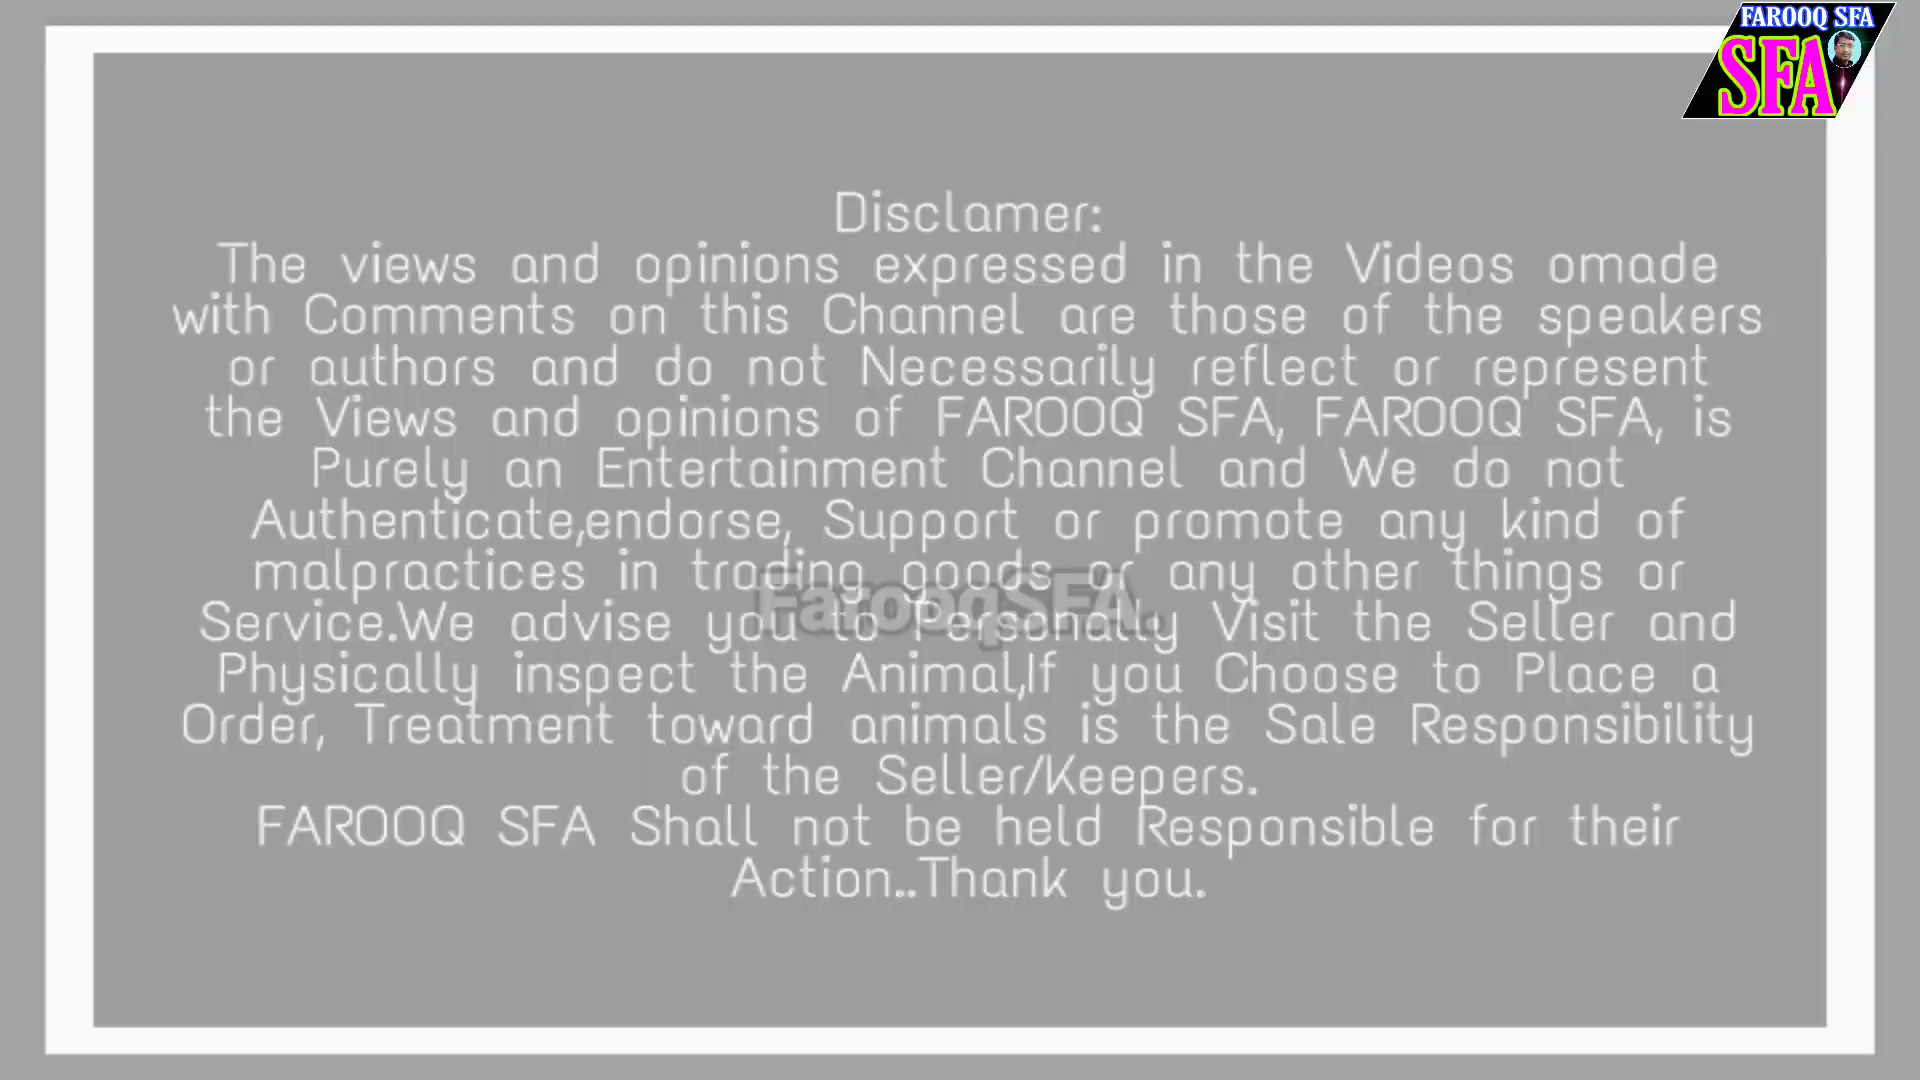 FAROOQ SFA
SFA
Disclamer:
The views and opinions expressed in the Videos omade
with Comments on this Channel are those of the speakers
or authors and do not Necessarily reflect or represent
the Views and opinions of FAROOQ SFA, FAROOQ SFA, is
Purely an Entertainment Channel and We do not
Authenticate,endorse, Support or promote any kind of
malpractices in trading goods or any other things or
Service.We advise you to Personally Visit the Seller and
Physically inspect the Animal,If you Choose to Place a
Order, Treatment toward animals is the Sale Responsibility
of the Seller/Keepers.
FAROOQ SFA Shall not be held Responsible for their
Action..Thank you.
FarooqSFA.